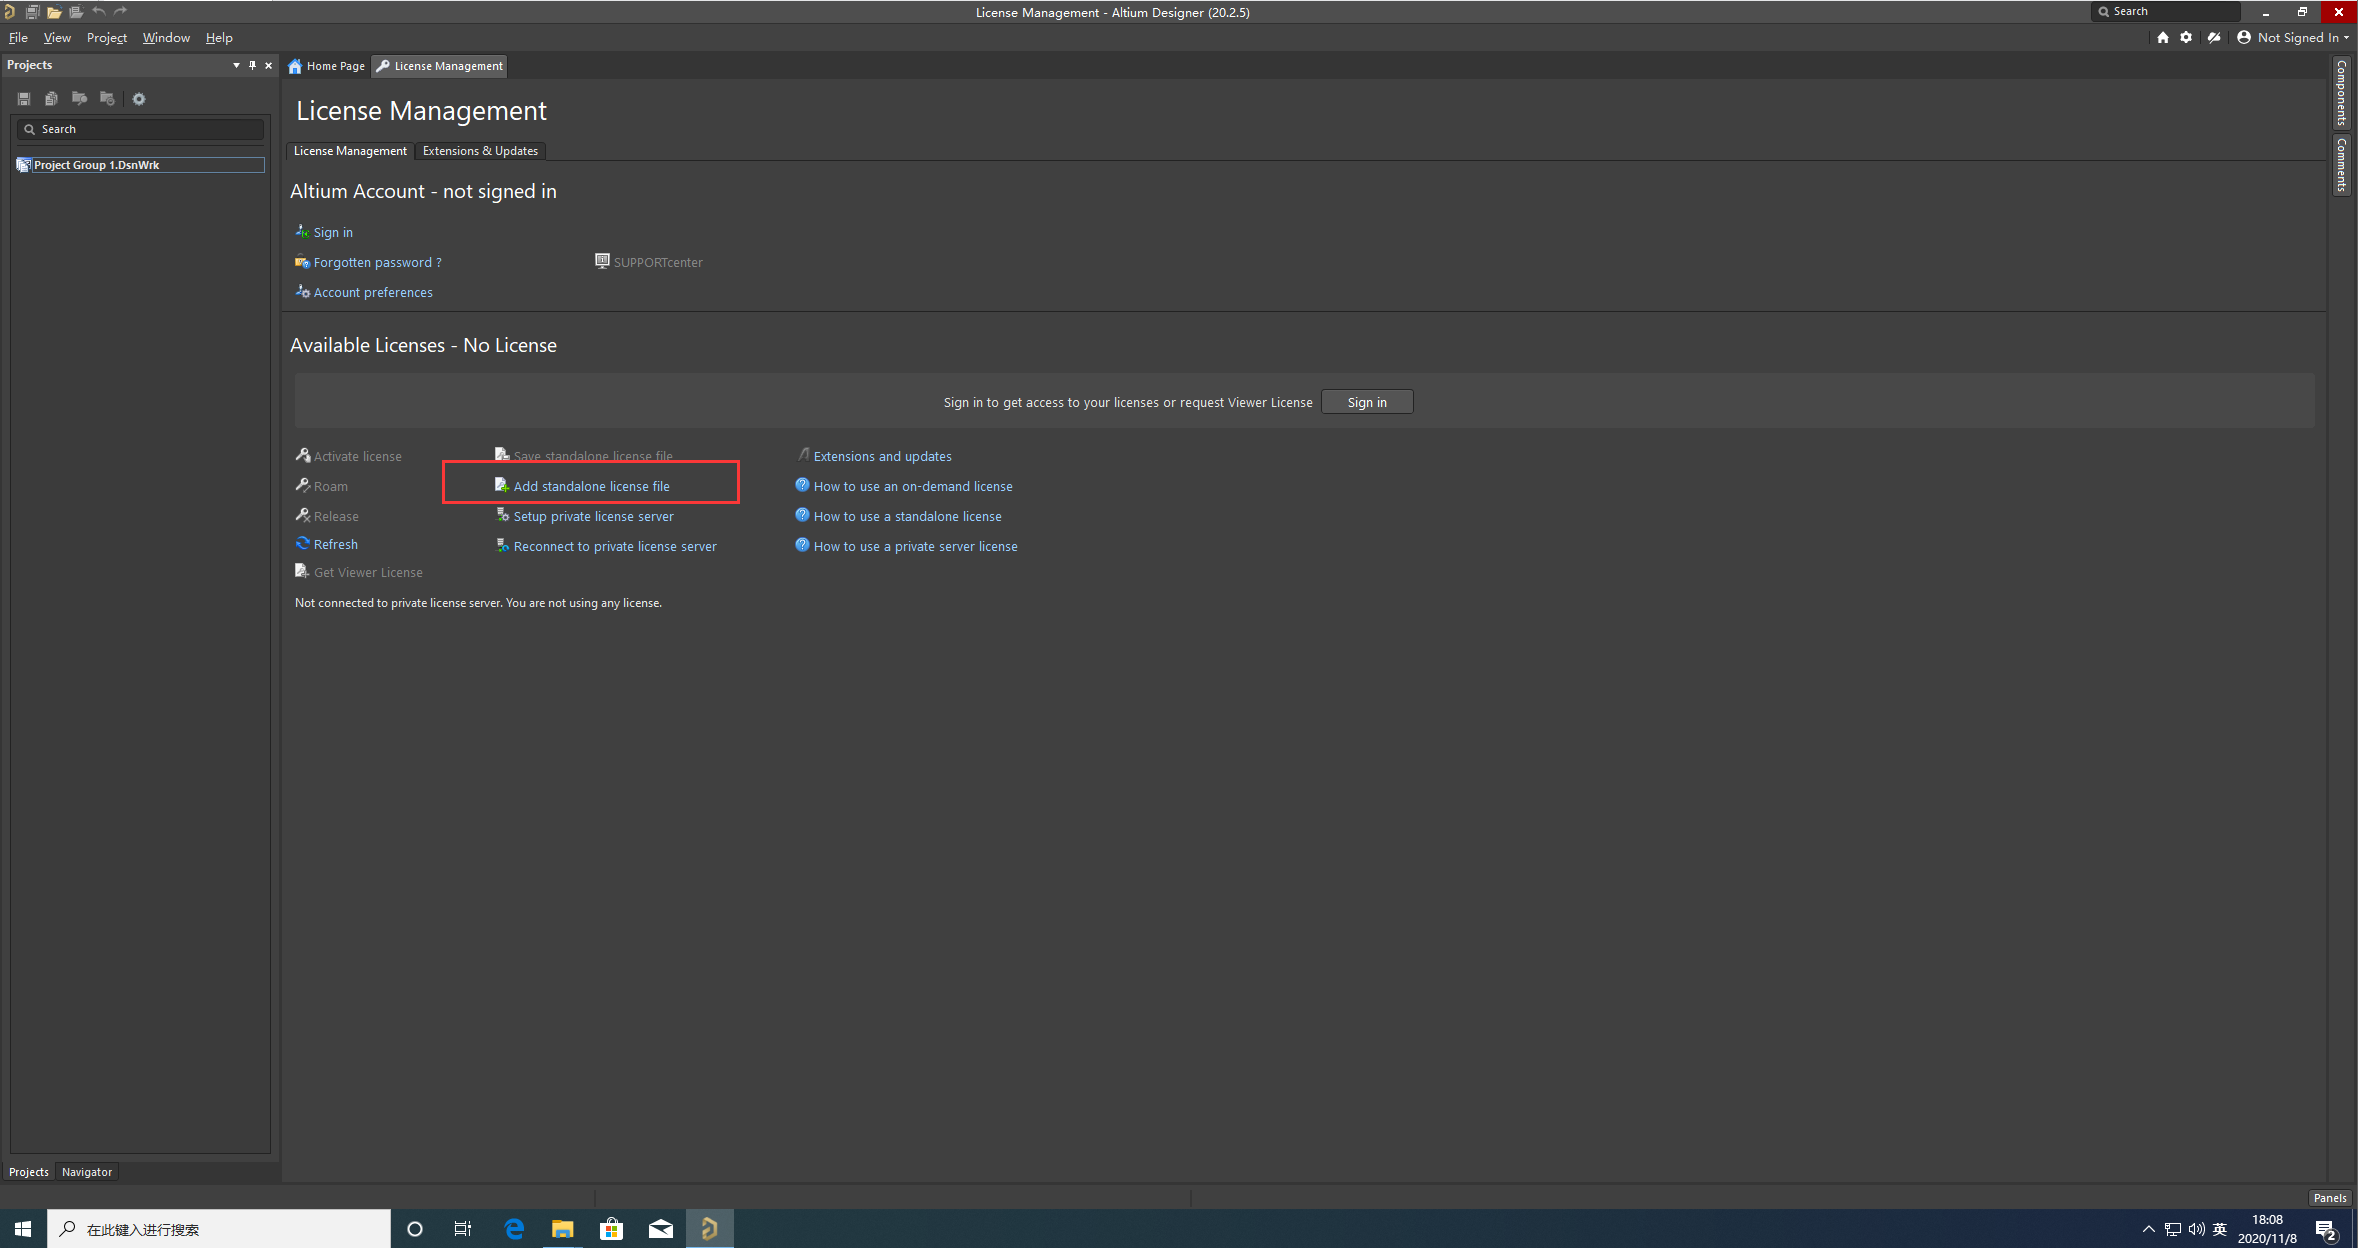 License Management - Altium Designer (20.2.5)
Search
File View Project Window Help
Not Signed In
Projects
Home Page
License Management
Components
Comments
License Management
Search
License Management
Extensions & Updates
Project Group 1.DsnWrk
Altium Account - not signed in
Sign in
Forgotten password ?
SUPPORTcenter
Account preferences
Available Licenses - No License
Sign in to get access to your licenses or request Viewer License
Sign in
Activate license
Save standalone license file
Extensions and updates
Roam
Add standalone license file
How to use an on-demand license
Release
Setup private license server
How to use a standalone license
Refresh
Reconnect to private license server
How to use a private server license
Get Viewer License
Not connected to private license server. You are not using any license.
Projects
Navigator
Panels
在此键入进行搜索
英
18:08
2020/11/8
2